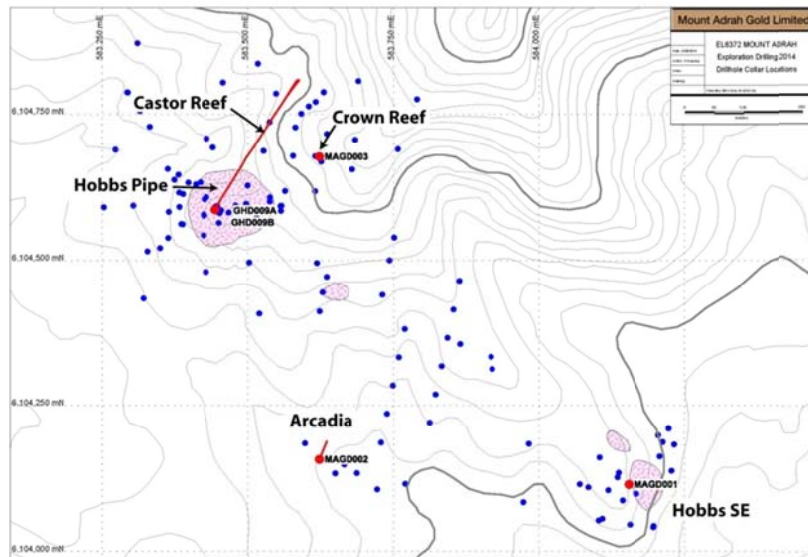 583,250 mE
583,500 mE
583,750 mE
584,000 mE
Mount Adrah Gold Limited
EL6372 MOUNT ADRAH
Exploration Drilling 2014
Drillhole Collar Locations
6,104,750 mN
Castor Reef
Crown Reef
MAGD003
Hobbs Pipe
GHD009A
GHD009B
6,104,500 mN
6,104,250 mN
Arcadia
MAGD002
MAGD001
Hobbs SE
6,104,000 mN